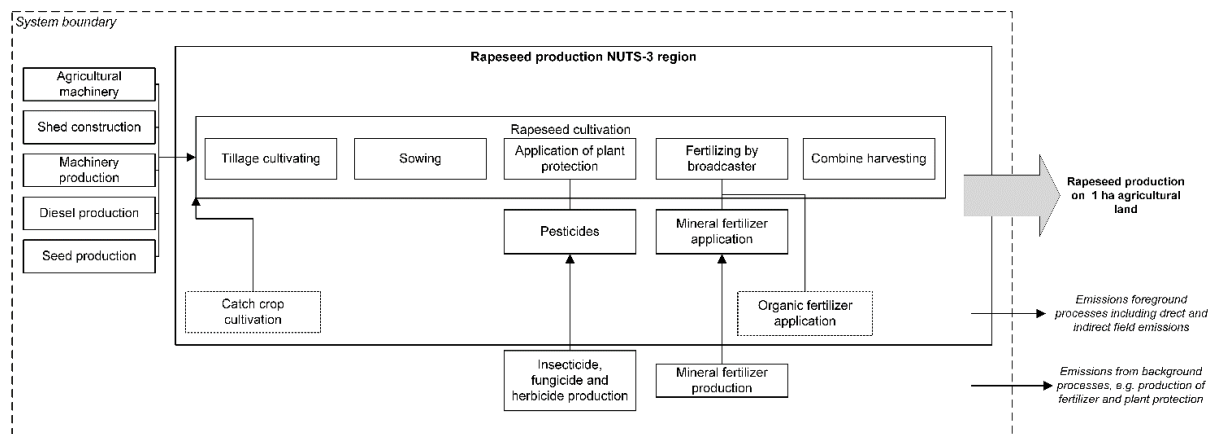 System boundary
Rapeseed production NUTS-3 region
Agricultural
machinery
Shed construction
Machinery
production
Diesel production
Seed production
Rapeseed cultivation
Tillage cultivating
Sowing
Application of plant
protection
Fertilizing by
broadcaster
Combine harvesting
Pesticides
Mineral fertilizer
application
Catch crop
cultivation
Organic fertilizer
application
Insecticide,
fungicide and
herbicide production
Mineral fertilizer
production
Rapeseed production
on 1 ha agricultural
land
Emissions foreground
processes including drect and
indirect field emissions
Emissions from background
processes, e.g. production of
fertilizer and plant protection